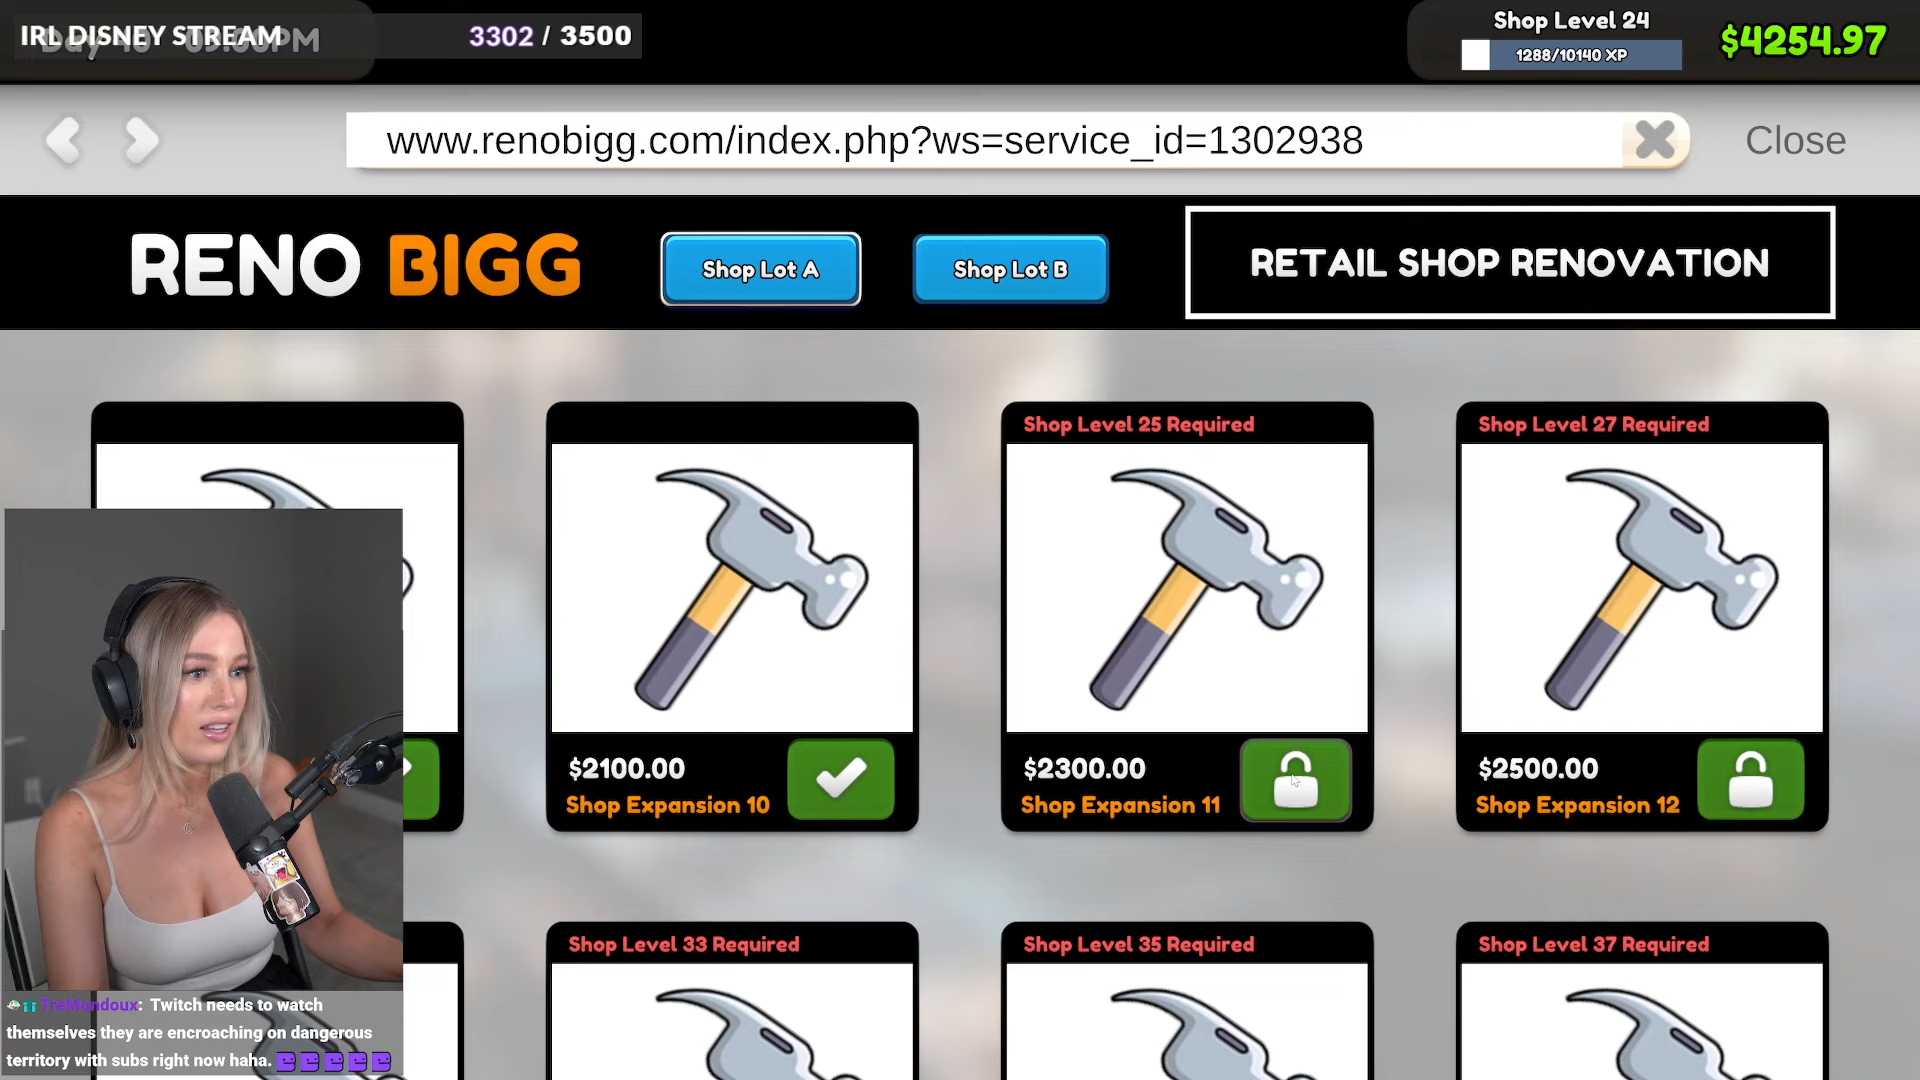 IRL DISNEY STREAM
3302 / 3500
Shop Level 24
1288/10140 XP
$4254.97
www.renobigg.com/index.php?ws=service_id=1302938
Close
RENO BIGG
Shop Lot A
Shop Lot B
RETAIL SHOP RENOVATION
Shop Level 25 Required
Shop Level 27 Required
$2100.00
Shop Expansion 10
$2300.00
Shop Expansion 11
$2500.00
Shop Expansion 12
Shop Level 33 Required
Shop Level 35 Required
Shop Level 37 Required
TreMondoux: Twitch needs to watch
themselves they are encroaching on dangerous
territory with subs right now haha.